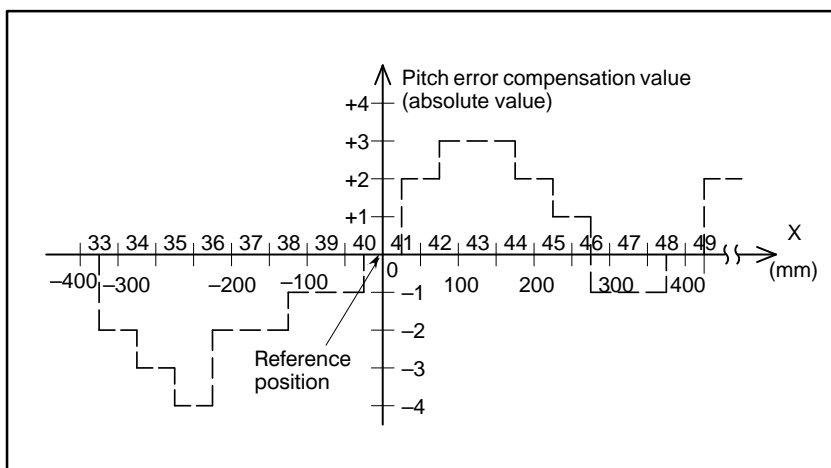 Pitch error compensation value
(absolute value)
+4
+3
+2
+1
33 34 35 36 37 38 39 40 41 42 43 44 45 46 47 48 49
X
(mm)
–400 –300 –200 –100 0 100 200 300 400
–1
–2
–3
–4
Reference
position